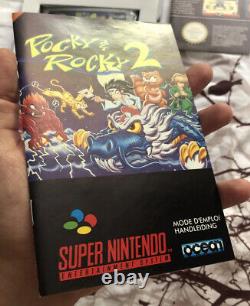 Pocky & Rocky 2
MODE D'EMPLOI
HANDLEIDING
SUPER NINTENDO
ENTERTAINMENT SYSTEM
ocean